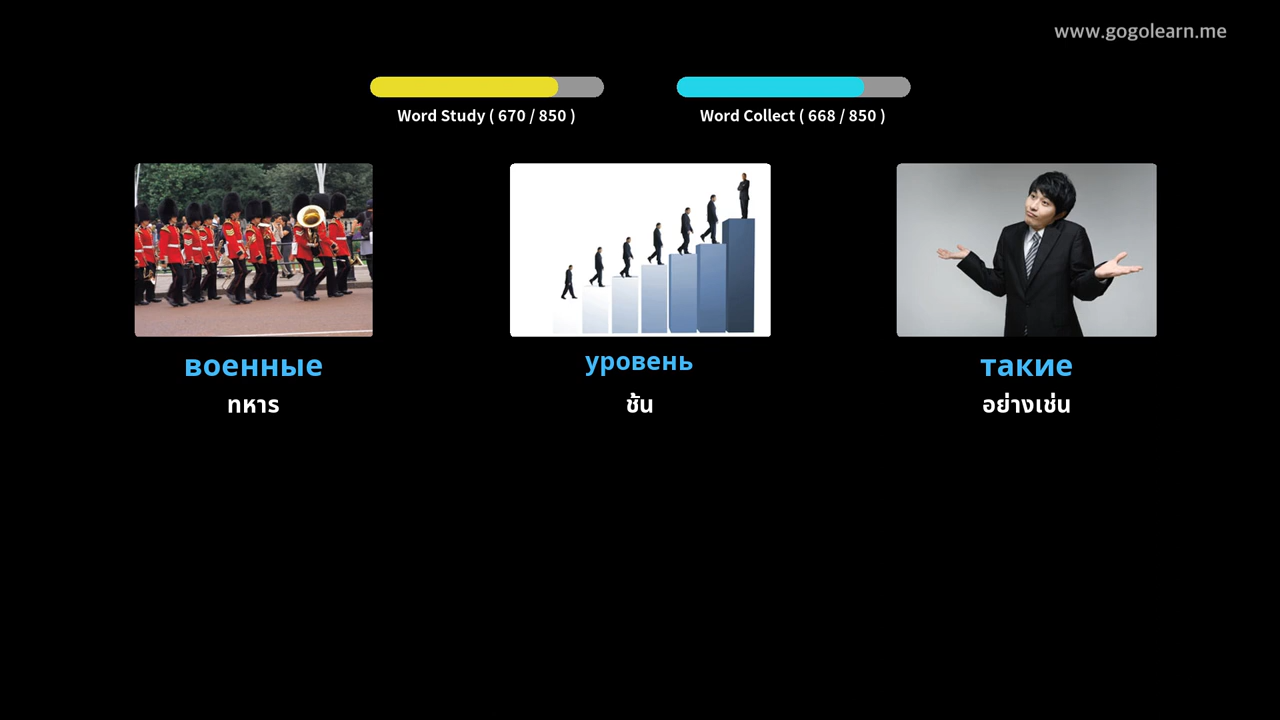 www.gogolearn.me
Word Study ( 670 / 850 )
Word Collect ( 668 / 850 )
военные
уровень
такие
ทหาร
ชั้น
อย่างเช่น